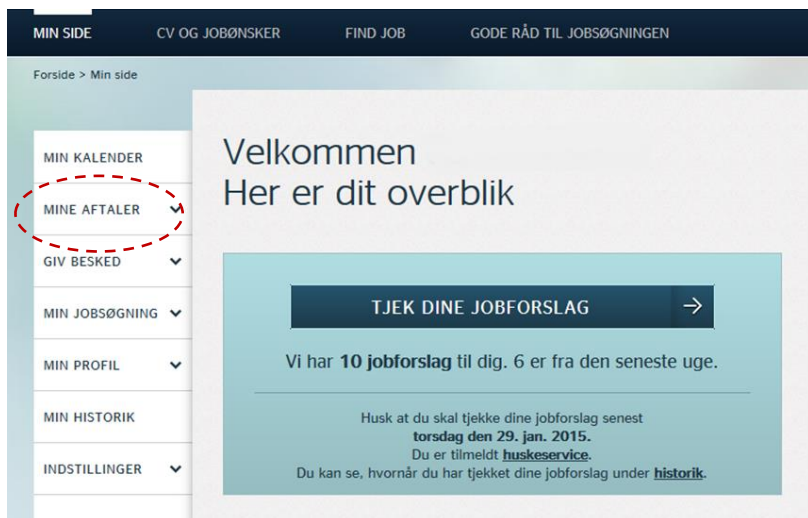 MIN SIDE CV OG JOBØNSKER FIND JOB GODE RÅD TIL JOBSØGNINGEN
Forside > Min side
MIN KALENDER
MINE AFTALER
GIV BESKED
MIN JOBSØGNING
MIN PROFIL
MIN HISTORIK
INDSTILLINGER
Velkommen
Her er dit overblik
TJEK DINE JOBFORSLAG
Vi har 10 jobforslag til dig. 6 er fra den seneste uge.
Husk at du skal tjekke dine jobforslag senest
torsdag den 29. jan. 2015.
Du er tilmeldt huskeservice.
Du kan se, hvornår du har tjekket dine jobforslag under historik.